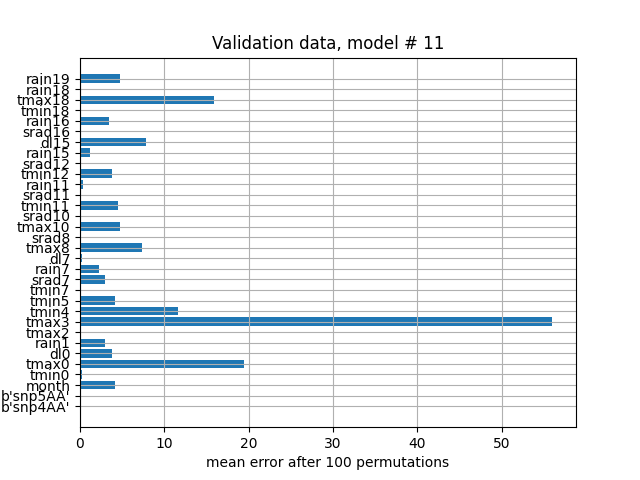 Validation data, model # 11
rain19
rain18
tmax18
tmin18
rain16
srad16
dl15
rain15
srad12
tmin12
rain11
srad11
tmin11
srad10
tmax10
srad8
tmax8
dl7
rain7
srad7
tmin7
tmin5
tmin4
tmax3
tmax2
rain1
dl0
tmax0
tmin0
month
b'snp5AA'
b'snp4AA'
0 10 20 30 40 50
mean error after 100 permutations